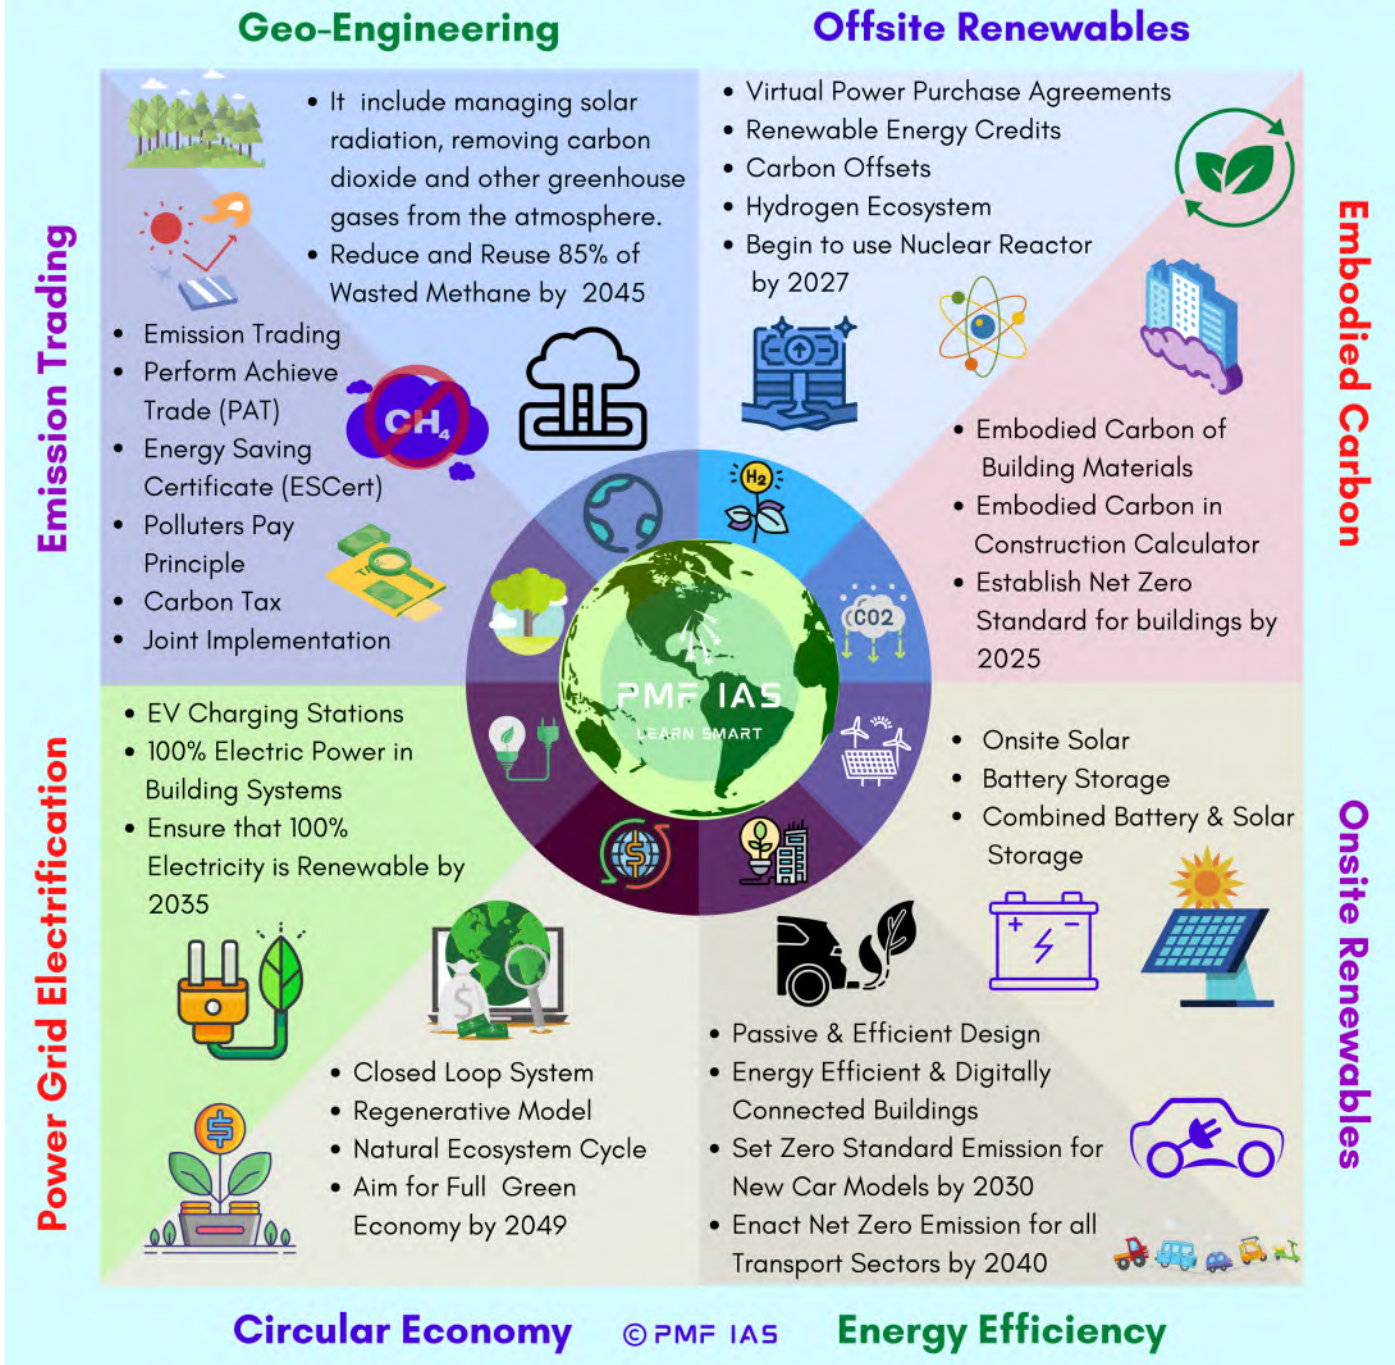 Geo-Engineering
Offsite Renewables
• It include managing solar
radiation, removing carbon
dioxide and other greenhouse
gases from the atmosphere.
• Reduce and Reuse 85% of
Wasted Methane by 2045
• Virtual Power Purchase Agreements
• Renewable Energy Credits
• Carbon Offsets
• Hydrogen Ecosystem
• Begin to use Nuclear Reactor
by 2027
Emission Trading
• Emission Trading
• Perform Achieve
Trade (PAT)
• Energy Saving
Certificate (ESCert)
• Polluters Pay
Principle
• Carbon Tax
• Joint Implementation
CH4
TAX
Embodied Carbon
• Embodied Carbon of
Building Materials
• Embodied Carbon in
Construction Calculator
• Establish Net Zero
Standard for buildings by
2025
H2
CO2
PMF IAS
LEARN SMART
Power Grid Electrification
• EV Charging Stations
• 100% Electric Power in
Building Systems
• Ensure that 100%
Electricity is Renewable by
2035
Onsite Renewables
• Onsite Solar
• Battery Storage
• Combined Battery & Solar
Storage
• Closed Loop System
• Regenerative Model
• Natural Ecosystem Cycle
• Aim for Full Green
Economy by 2049
• Passive & Efficient Design
• Energy Efficient & Digitally
Connected Buildings
• Set Zero Standard Emission for
New Car Models by 2030
• Enact Net Zero Emission for all
Transport Sectors by 2040
Circular Economy
© PMF IAS
Energy Efficiency